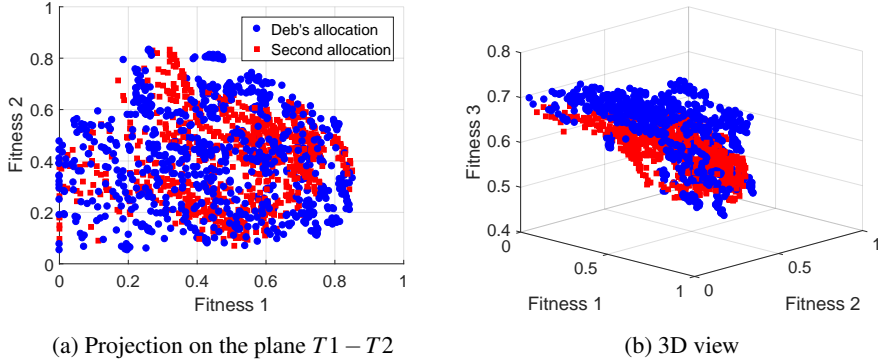 1
0.8
0.6
0.4
0.2
0
0
0.2
0.4
0.6
0.8
1
Fitness 2
Fitness 1
Deb's allocation
Second allocation
(a) Projection on the plane T1 − T2
0.8
0.7
0.6
0.5
0.4
Fitness 3
0
0.5
1
Fitness 1
0
0.5
1
Fitness 2
(b) 3D view